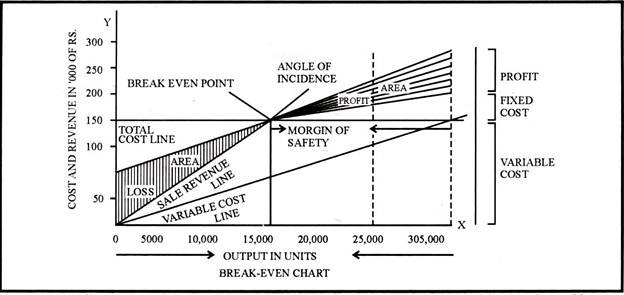 Y
COST AND REVENUE IN '000 OF RS.
300
250
200
150
100
50
0
BREAK EVEN POINT
ANGLE OF
INCIDENCE
PROFIT
AREA
PROFIT
FIXED
COST
VARIABLE
COST
TOTAL
COST LINE
MORGIN OF
SAFETY
AREA
LOSS
SALE REVENUE
LINE
VARIABLE COST
LINE
X
5000
10,000
15,000
20,000
25,000
305,000
OUTPUT IN UNITS
BREAK-EVEN CHART